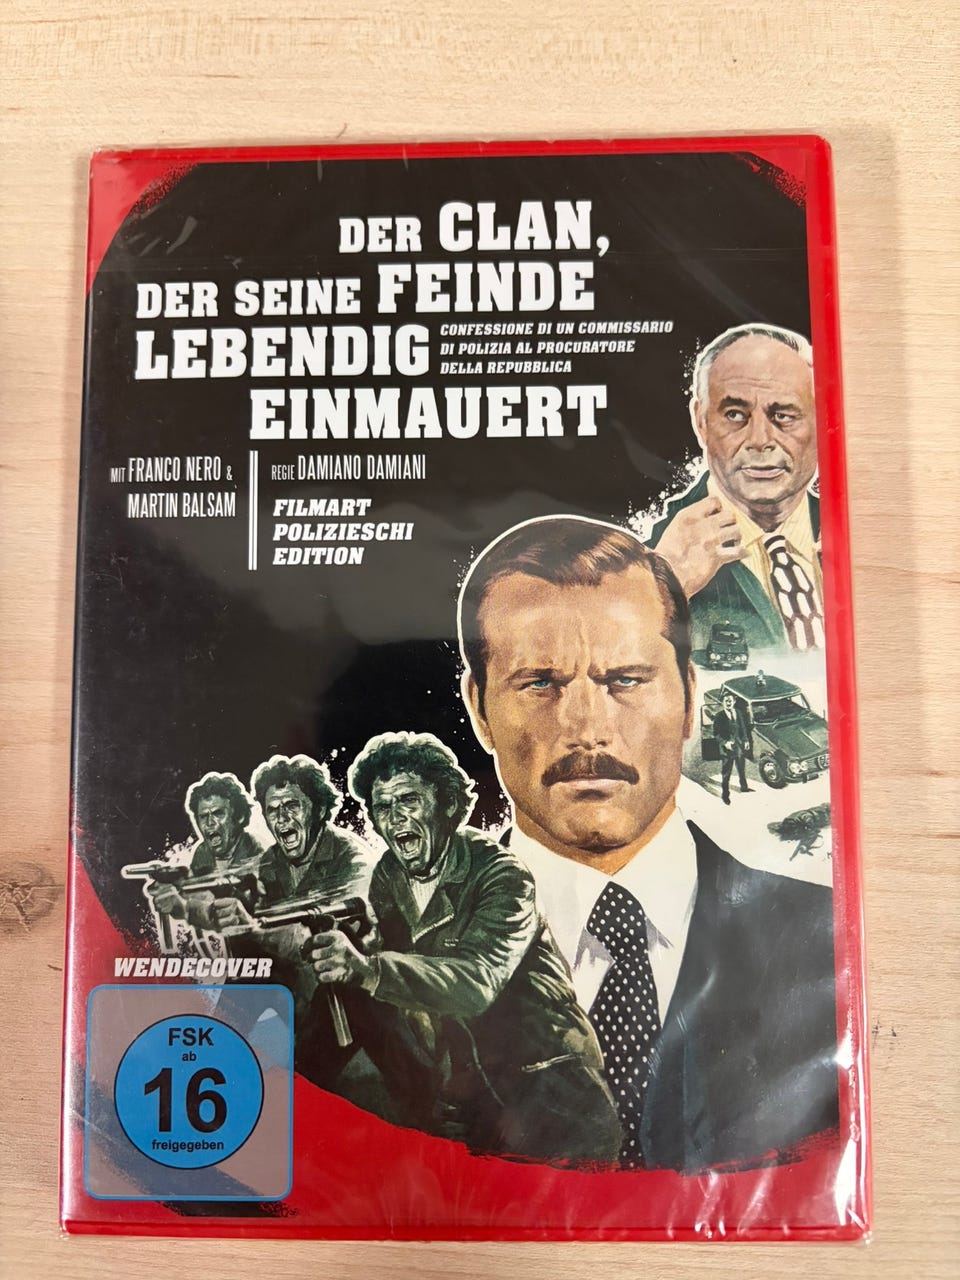 DER CLAN,
DER SEINE FEINDE
LEBENDIG
CONFESSIONE DI UN COMMISSARIO
DI POLIZIA AL PROCURATORE
DELLA REPUBBLICA
EINMAUERT
MIT FRANCO NERO &
MARTIN BALSAM
REGIE DAMIANO DAMIANI
FILMART
POLIZIESCHI
EDITION
WENDECOVER
FSK
ab
16
freigegeben